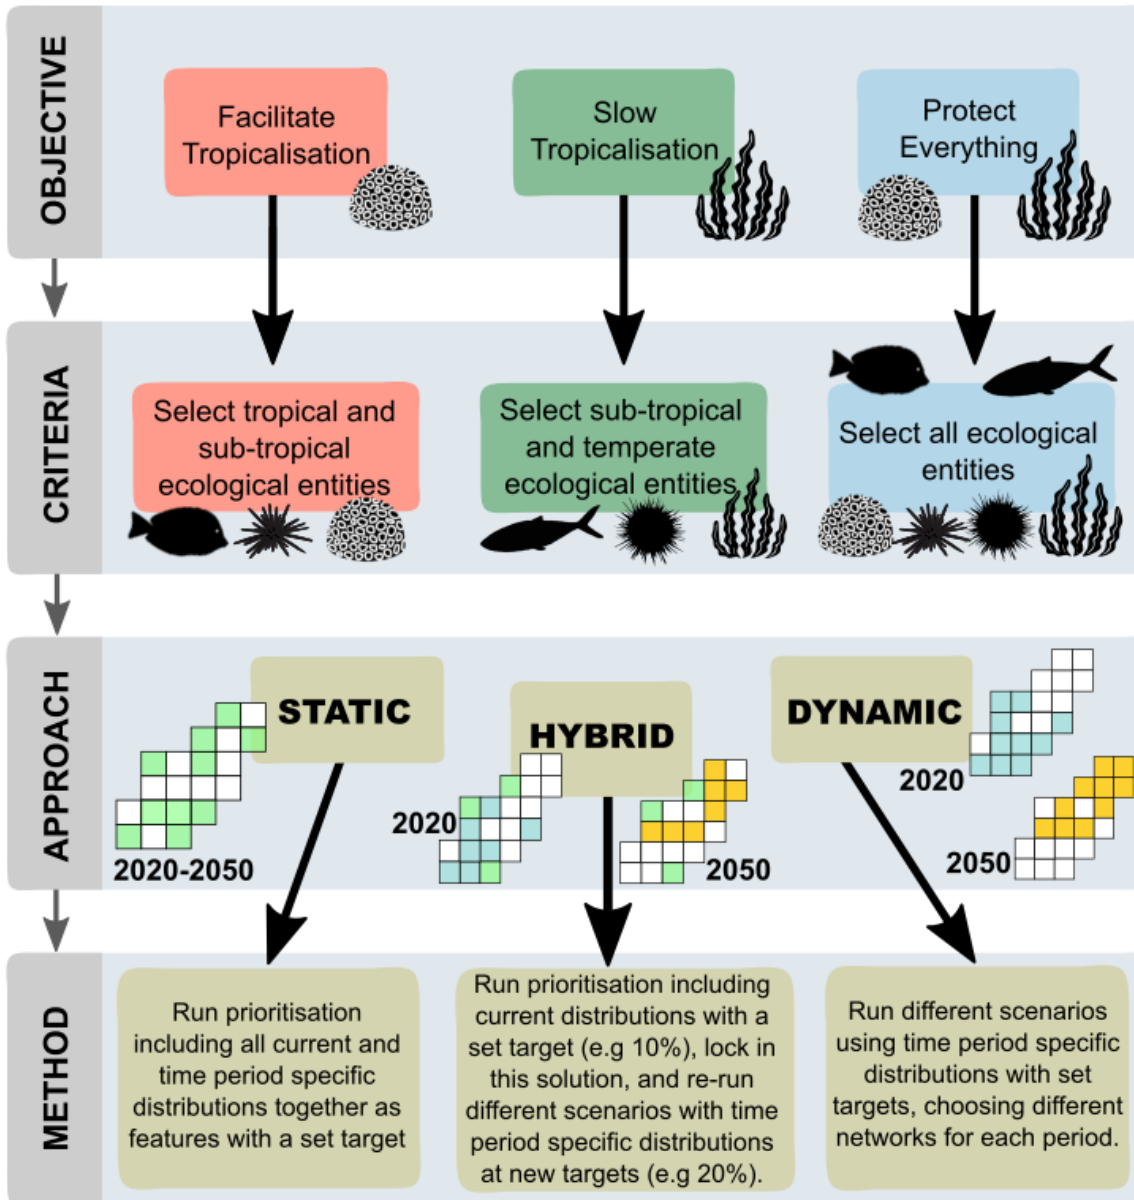 OBJECTIVE
Facilitate
Tropicalisation
Slow
Tropicalisation
Protect
Everything
CRITERIA
Select tropical and
sub-tropical
ecological entities
Select sub-tropical
and temperate
ecological entities
Select all ecological
entities
APPROACH
STATIC
2020-2050
HYBRID
2020
2050
DYNAMIC
2020
2050
METHOD
Run prioritisation
including all current and
time period specific
distributions together as
features with a set target
Run prioritisation including
current distributions with a
set target (e.g 10%), lock in
this solution, and re-run
different scenarios with time
period specific distributions
at new targets (e.g 20%).
Run different scenarios
using time period specific
distributions with set
targets, choosing different
networks for each period.